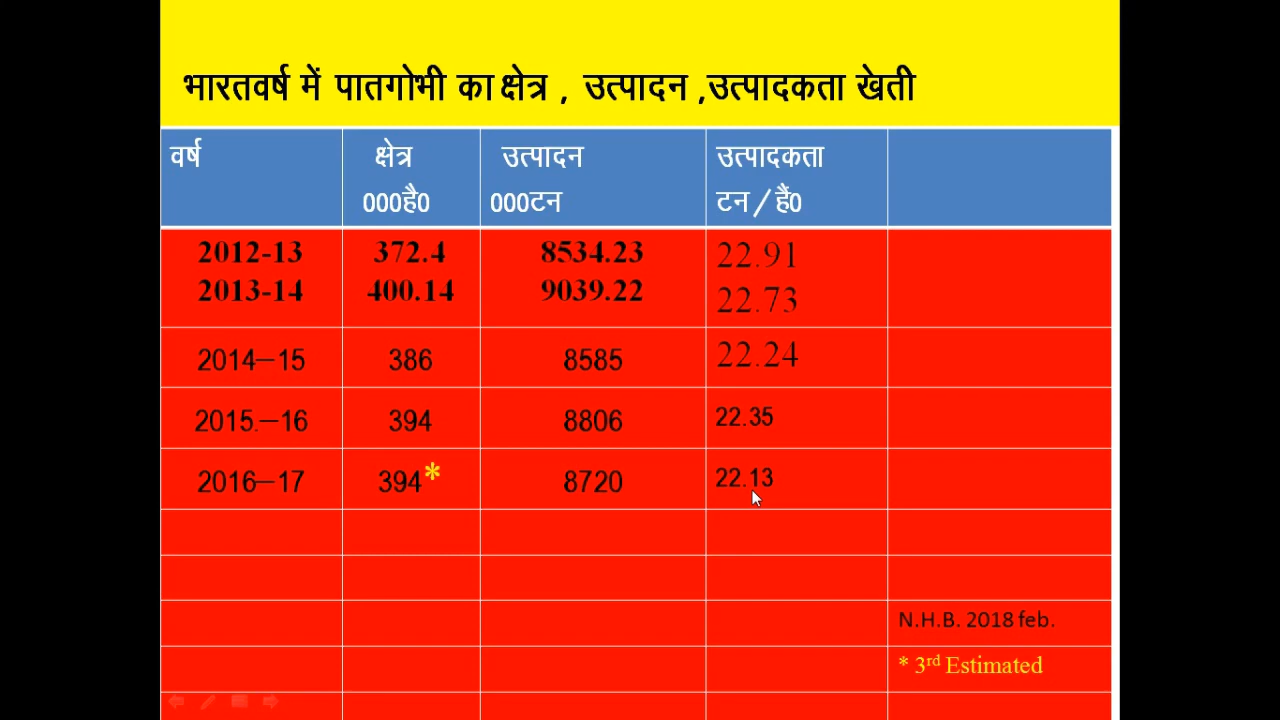 भारतवर्ष में पातगोभी का क्षेत्र , उत्पादन ,उत्पादकता खेती
वर्ष क्षेत्र उत्पादन उत्पादकता
000है0 000टन टन/हैं0
2012-13 372.4 8534.23 22.91
2013-14 400.14 9039.22 22.73
2014–15 386 8585 22.24
2015.–16 394 8806 22.35
2016–17 394* 8720 22.13
N.H.B. 2018 feb.
* 3rd Estimated